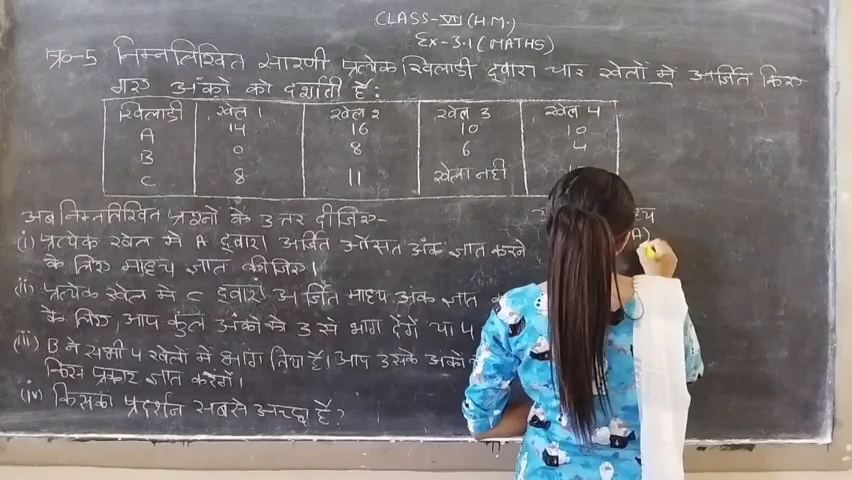 CLASS-VII (H.M.)
Ex-3.1 (MATHS)
प्र०-5 निम्नलिखित सारणी प्रत्येक खिलाड़ी द्वारा चार खेलों में अर्जित किए
गए अंकों को दर्शाती है:
खिलाड़ी खेल 1 खेल 2 खेल 3 खेल 4
A 14 16 10 10
B 0 8 6 4
C 8 11 खेला नहीं
अब निम्नलिखित प्रश्नों के उत्तर दीजिए-
(i) प्रत्येक खेल में A द्वारा अर्जित औसत अंक ज्ञात करने
के लिए माध्य ज्ञात कीजिए।
(ii) प्रत्येक खेल में C द्वारा अर्जित माध्य अंक ज्ञात
के लिए, आप कुल अंकों को 3 से भाग देंगें या 4
(iii) B ने सभी 4 खेलों में भाग लिया है। आप उसके अंकों
किस प्रकार ज्ञात करेंगें।
(iv) किसका प्रदर्शन सबसे अच्छा है?
A)